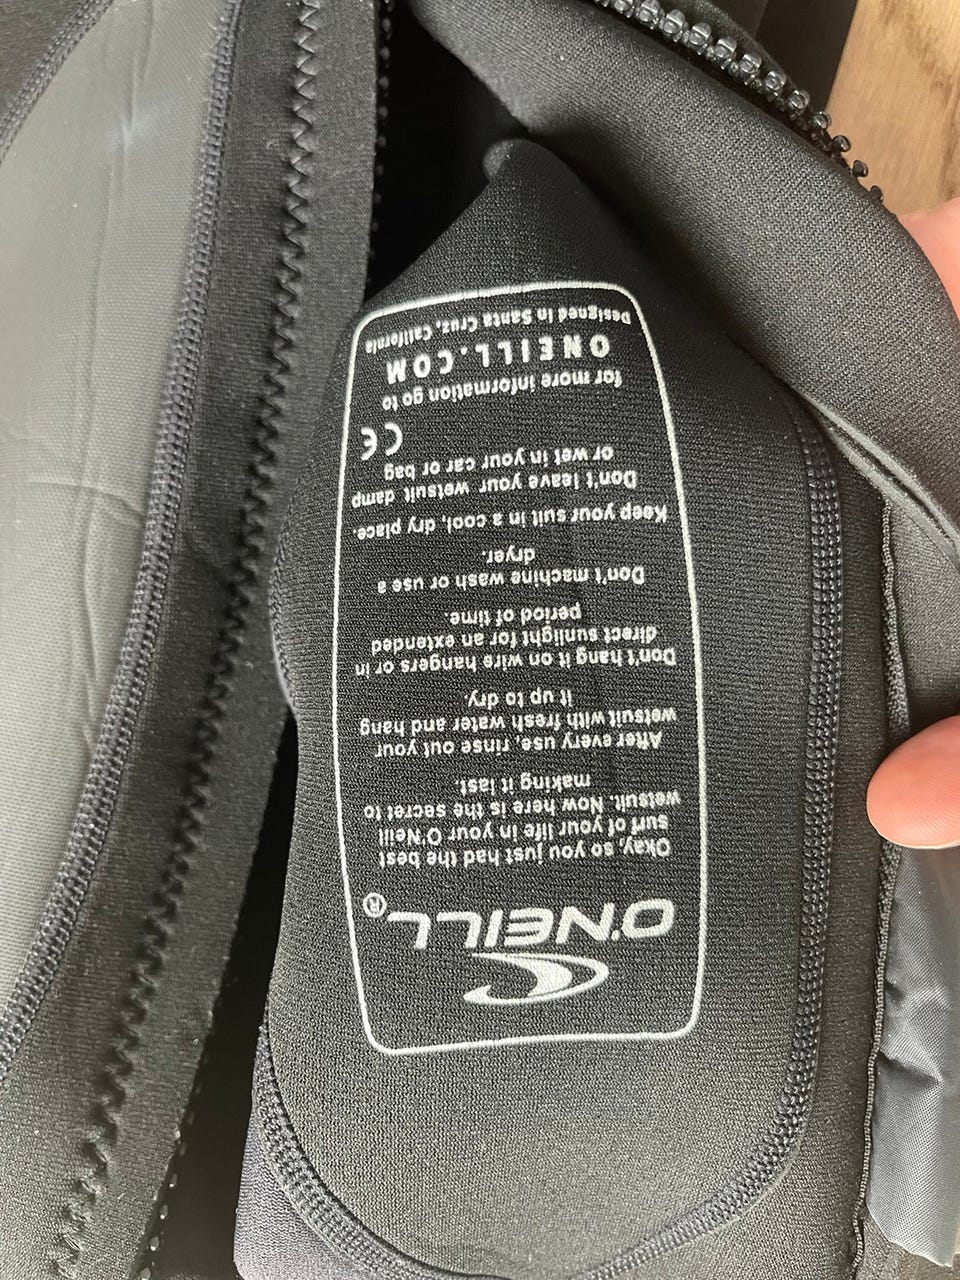 O'NEILL®
Okay, so you just had the best
surf of your life in your O'Neill
wetsuit. Now here is the secret to
making it last.
After every use, rinse out your
wetsuit with fresh water and hang
it up to dry.
Don't hang it on wire hangers or in
direct sunlight for an extended
period of time.
Don't machine wash or use a
dryer.
Keep your suit in a cool, dry place.
Don't leave your wetsuit damp
or wet in your car or bag
CE
for more information go to
ONEILL.COM
Designed in Santa Cruz, California